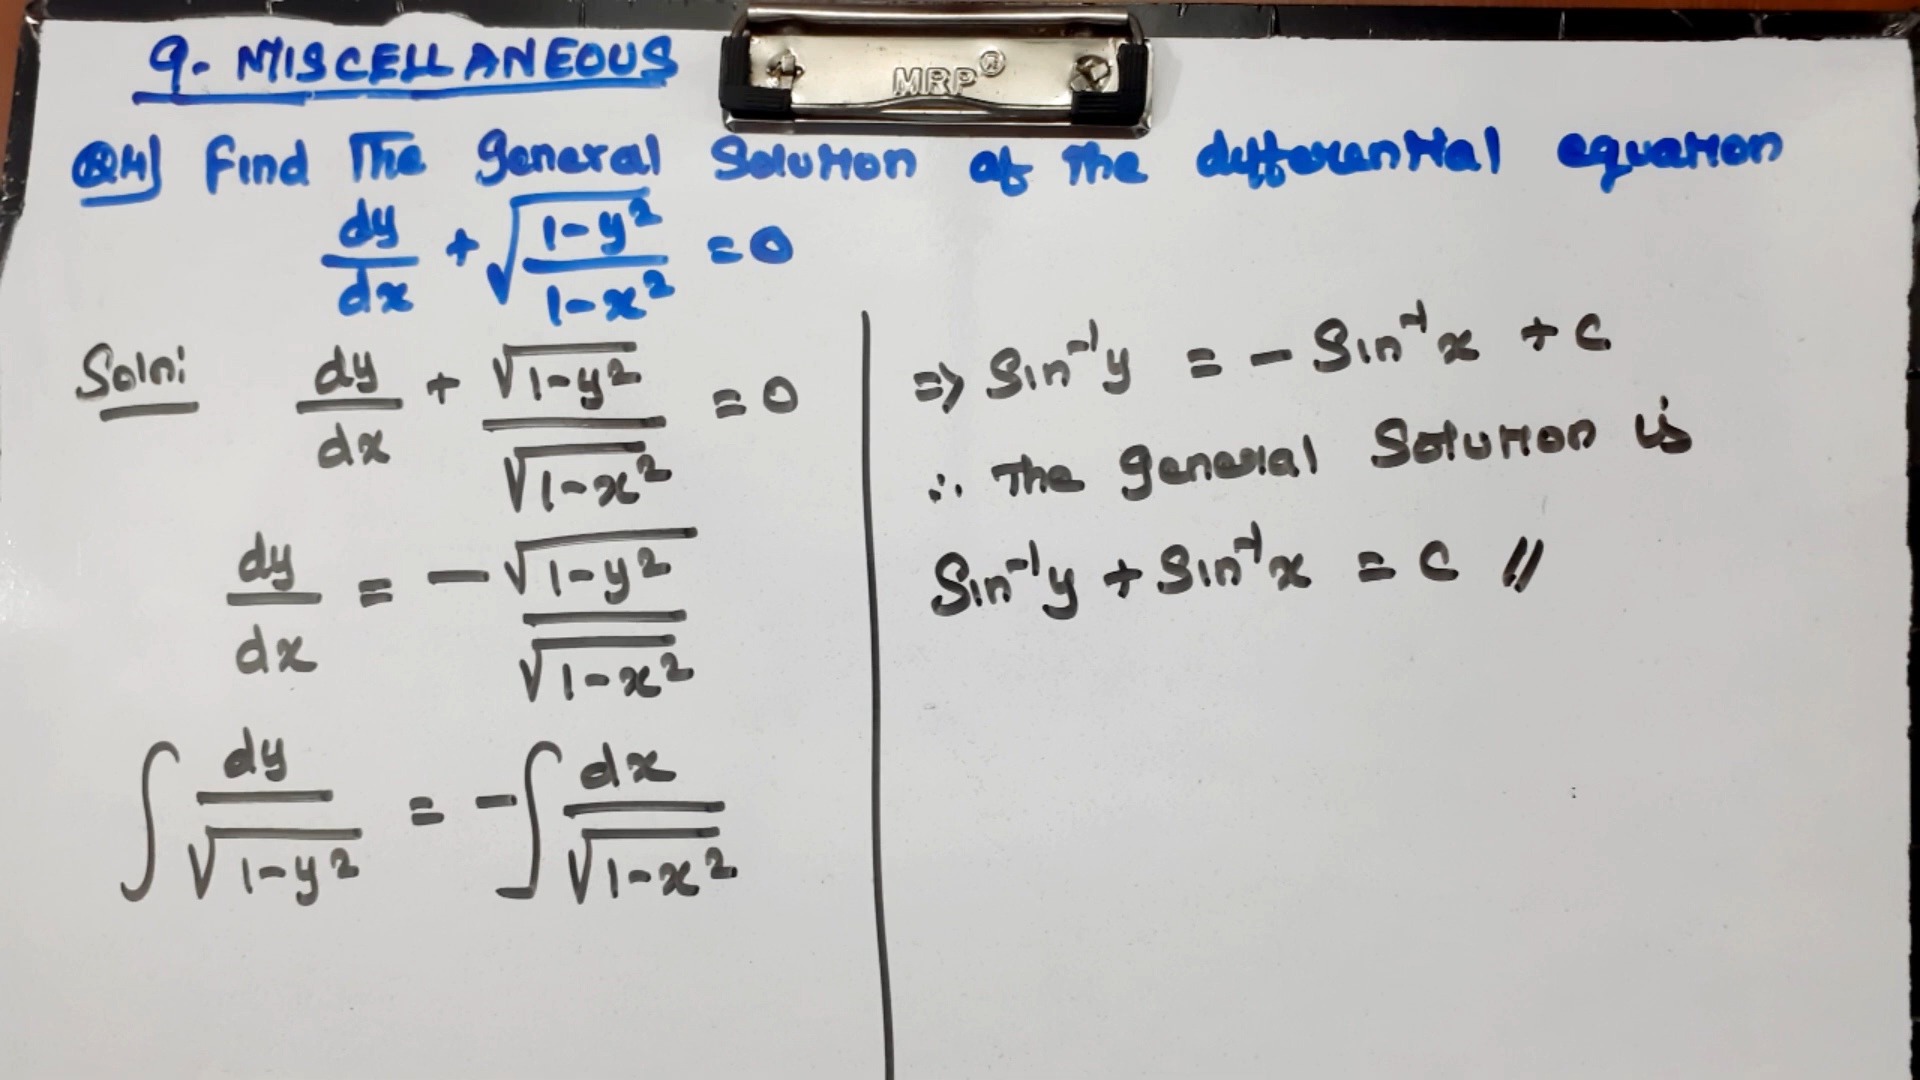 9. MISCELLANEOUS
MRP®
Q4) Find The general Solution of the differential equation
dy/dx + √((1-y²)/(1-x²)) = 0
Soln: dy/dx + √(1-y²)/√(1-x²) = 0
dy/dx = - √(1-y²)/√(1-x²)
∫ dy/√(1-y²) = -∫ dx/√(1-x²)
⇒ Sin⁻¹y = - Sin⁻¹x + c
∴ The general Solution is
Sin⁻¹y + Sin⁻¹x = c //